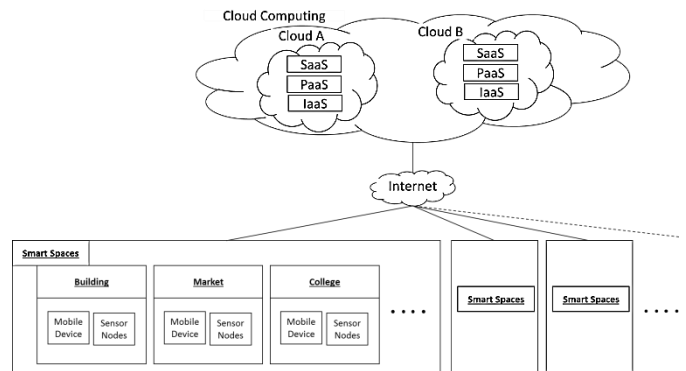 Cloud Computing
Cloud A
Cloud B
SaaS
PaaS
IaaS
SaaS
PaaS
IaaS
Internet
Smart Spaces
Building
Market
College
Mobile
Device
Sensor
Nodes
Mobile
Device
Sensor
Nodes
Mobile
Device
Sensor
Nodes
. . . .
Smart Spaces
Smart Spaces
. . . .